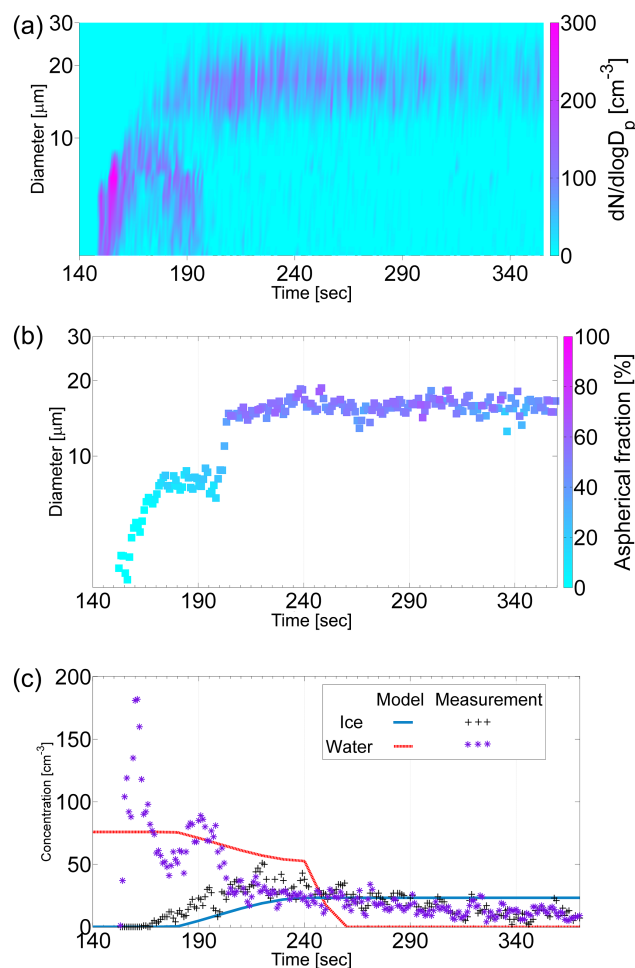 (a)
30
20
10
Diameter [μm]
140 190 240 290 340
Time [sec]
300
200
100
0
dN/dlogDp [cm-3]
(b)
30
20
10
Diameter [μm]
140 190 240 290 340
Time [sec]
100
80
60
40
20
0
Aspherical fraction [%]
(c)
200
150
100
50
0
Concentration [cm-3]
Model Measurement
Ice
Water
140 190 240 290 340
Time [sec]